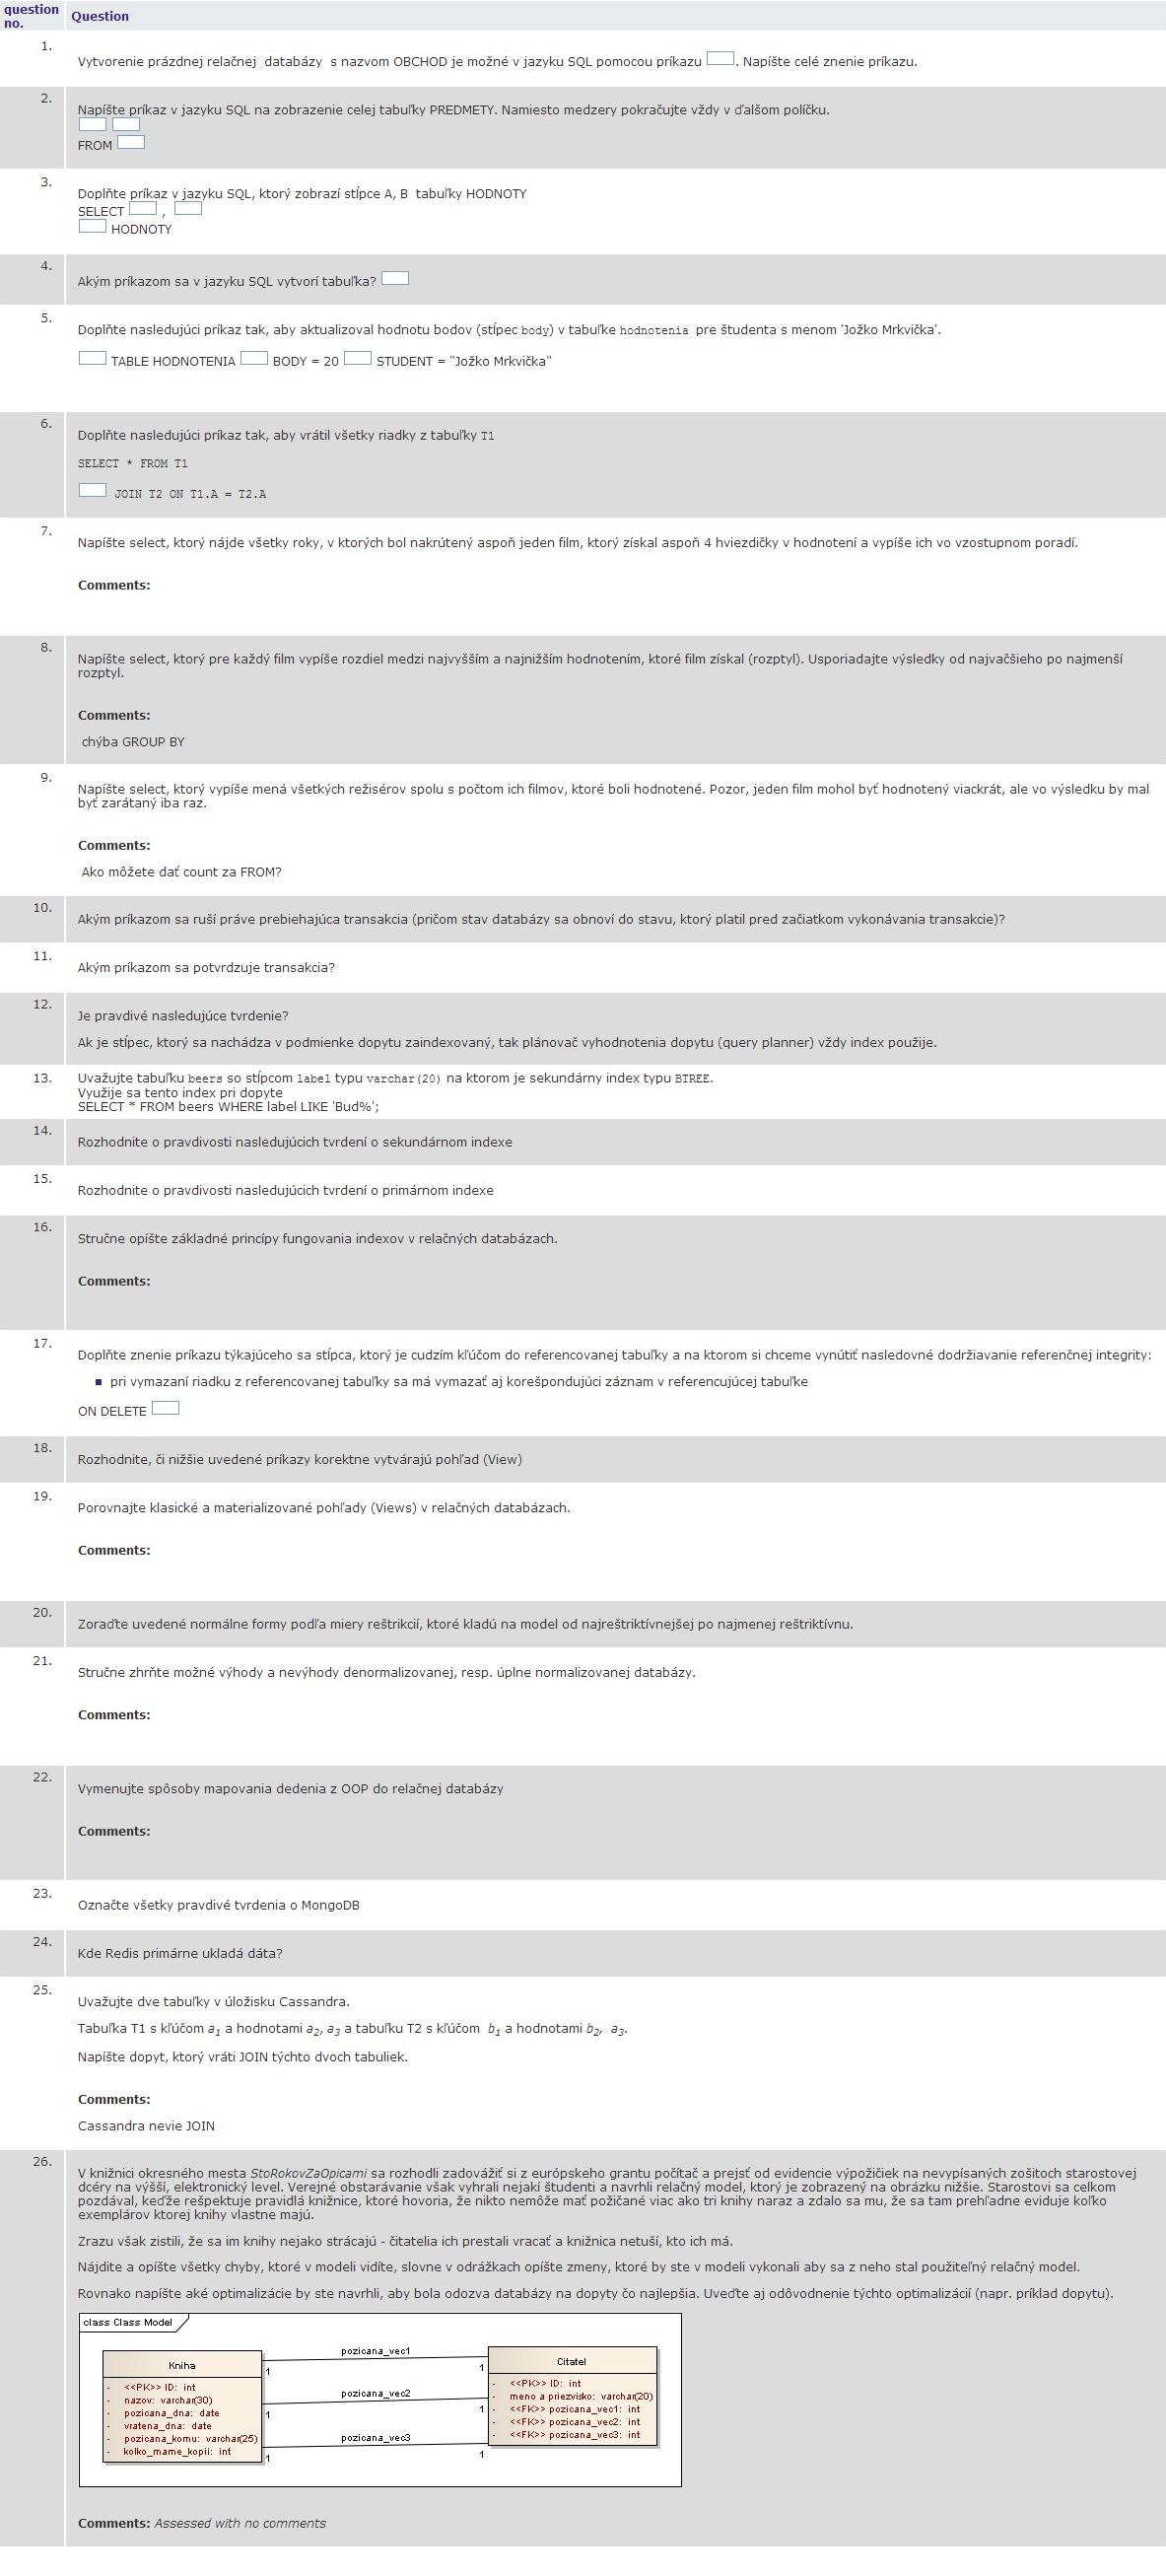 question no.
Question
1.
Vytvorenie prázdnej relačnej databázy s nazvom OBCHOD je možné v jazyku SQL pomocou príkazu . Napíšte celé znenie príkazu.
2.
Napíšte príkaz v jazyku SQL na zobrazenie celej tabuľky PREDMETY. Namiesto medzery pokračujte vždy v ďalšom políčku.
FROM
3.
Doplňte príkaz v jazyku SQL, ktorý zobrazí stĺpce A, B tabuľky HODNOTY
SELECT ,
HODNOTY
4.
Akým príkazom sa v jazyku SQL vytvorí tabuľka?
5.
Doplňte nasledujúci príkaz tak, aby aktualizoval hodnotu bodov (stĺpec body) v tabuľke hodnotenia pre študenta s menom 'Jožko Mrkvička'.
TABLE HODNOTENIA BODY = 20 STUDENT = "Jožko Mrkvička"
6.
Doplňte nasledujúci príkaz tak, aby vrátil všetky riadky z tabuľky T1
SELECT * FROM T1
JOIN T2 ON T1.A = T2.A
7.
Napíšte select, ktorý nájde všetky roky, v ktorých bol nakrútený aspoň jeden film, ktorý získal aspoň 4 hviezdičky v hodnotení a vypíše ich vo vzostupnom poradí.
Comments:
8.
Napíšte select, ktorý pre každý film vypíše rozdiel medzi najvyšším a najnižším hodnotením, ktoré film získal (rozptyl). Usporiadajte výsledky od najvačšieho po najmenší
rozptyl.
Comments:
chýba GROUP BY
9.
Napíšte select, ktorý vypíše mená všetkých režisérov spolu s počtom ich filmov, ktoré boli hodnotené. Pozor, jeden film mohol byť hodnotený viackrát, ale vo výsledku by mal
byť zarátaný iba raz.
Comments:
Ako môžete dať count za FROM?
10.
Akým príkazom sa ruší práve prebiehajúca transakcia (pričom stav databázy sa obnoví do stavu, ktorý platil pred začiatkom vykonávania transakcie)?
11.
Akým príkazom sa potvrdzuje transakcia?
12.
Je pravdivé nasledujúce tvrdenie?
Ak je stĺpec, ktorý sa nachádza v podmienke dopytu zaindexovaný, tak plánovač vyhodnotenia dopytu (query planner) vždy index použije.
13.
Uvažujte tabuľku beers so stĺpcom label typu varchar(20) na ktorom je sekundárny index typu BTREE.
Využije sa tento index pri dopyte
SELECT * FROM beers WHERE label LIKE 'Bud%';
14.
Rozhodnite o pravdivosti nasledujúcich tvrdení o sekundárnom indexe
15.
Rozhodnite o pravdivosti nasledujúcich tvrdení o primárnom indexe
16.
Stručne opíšte základné princípy fungovania indexov v relačných databázach.
Comments:
17.
Doplňte znenie príkazu týkajúceho sa stĺpca, ktorý je cudzím kľúčom do referencovanej tabuľky a na ktorom si chceme vynútiť nasledovné dodržiavanie referenčnej integrity:
pri vymazaní riadku z referencovanej tabuľky sa má vymazať aj korešpondujúci záznam v referencujúcej tabuľke
ON DELETE
18.
Rozhodnite, či nižšie uvedené príkazy korektne vytvárajú pohľad (View)
19.
Porovnajte klasické a materializované pohľady (Views) v relačných databázach.
Comments:
20.
Zoraďte uvedené normálne formy podľa miery reštrikcií, ktoré kladú na model od najreštriktívnejšej po najmenej reštriktívnu.
21.
Stručne zhrňte možné výhody a nevýhody denormalizovanej, resp. úplne normalizovanej databázy.
Comments:
22.
Vymenujte spôsoby mapovania dedenia z OOP do relačnej databázy
Comments:
23.
Označte všetky pravdivé tvrdenia o MongoDB
24.
Kde Redis primárne ukladá dáta?
25.
Uvažujte dve tabuľky v úložisku Cassandra.
Tabuľka T1 s kľúčom a1 a hodnotami a2, a3 a tabuľku T2 s kľúčom b1 a hodnotami b2, a3.
Napíšte dopyt, ktorý vráti JOIN týchto dvoch tabuliek.
Comments:
Cassandra nevie JOIN
26.
V knižnici okresného mesta StoRokovZaOpicami sa rozhodli zadovážiť si z európskeho grantu počítač a prejsť od evidencie výpožičiek na nevypísaných zošitoch starostovej
dcéry na výšší, elektronický level. Verejné obstarávanie však vyhrali nejakí študenti a navrhli relačný model, ktorý je zobrazený na obrázku nižšie. Starostovi sa celkom
pozdával, keďže rešpektuje pravidlá knižnice, ktoré hovoria, že nikto nemôže mať požičané viac ako tri knihy naraz a zdalo sa mu, že sa tam prehľadne eviduje koľko
exemplárov ktorej knihy vlastne majú.
Zrazu však zistili, že sa im knihy nejako strácajú - čitatelia ich prestali vracať a knižnica netuší, kto ich má.
Nájdite a opíšte všetky chyby, ktoré v modeli vidíte, slovne v odrážkach opíšte zmeny, ktoré by ste v modeli vykonali aby sa z neho stal použiteľný relačný model.
Rovnako napíšte aké optimalizácie by ste navrhli, aby bola odozva databázy na dopyty čo najlepšia. Uveďte aj odôvodnenie týchto optimalizácií (napr. príklad dopytu).
class Class Model
Kniha
- <<PK>> ID: int
- nazov: varchar(30)
- pozicana_dna: date
- vratena_dna: date
- pozicana_komu: varchar(25)
- kolko_mame_kopii: int
pozicana_vec1
1
1
pozicana_vec2
1
1
pozicana_vec3
1
1
Citatel
- <<PK>> ID: int
- meno a priezvisko: varchar(20)
- <<FK>> pozicana_vec1: int
- <<FK>> pozicana_vec2: int
- <<FK>> pozicana_vec3: int
Comments: Assessed with no comments